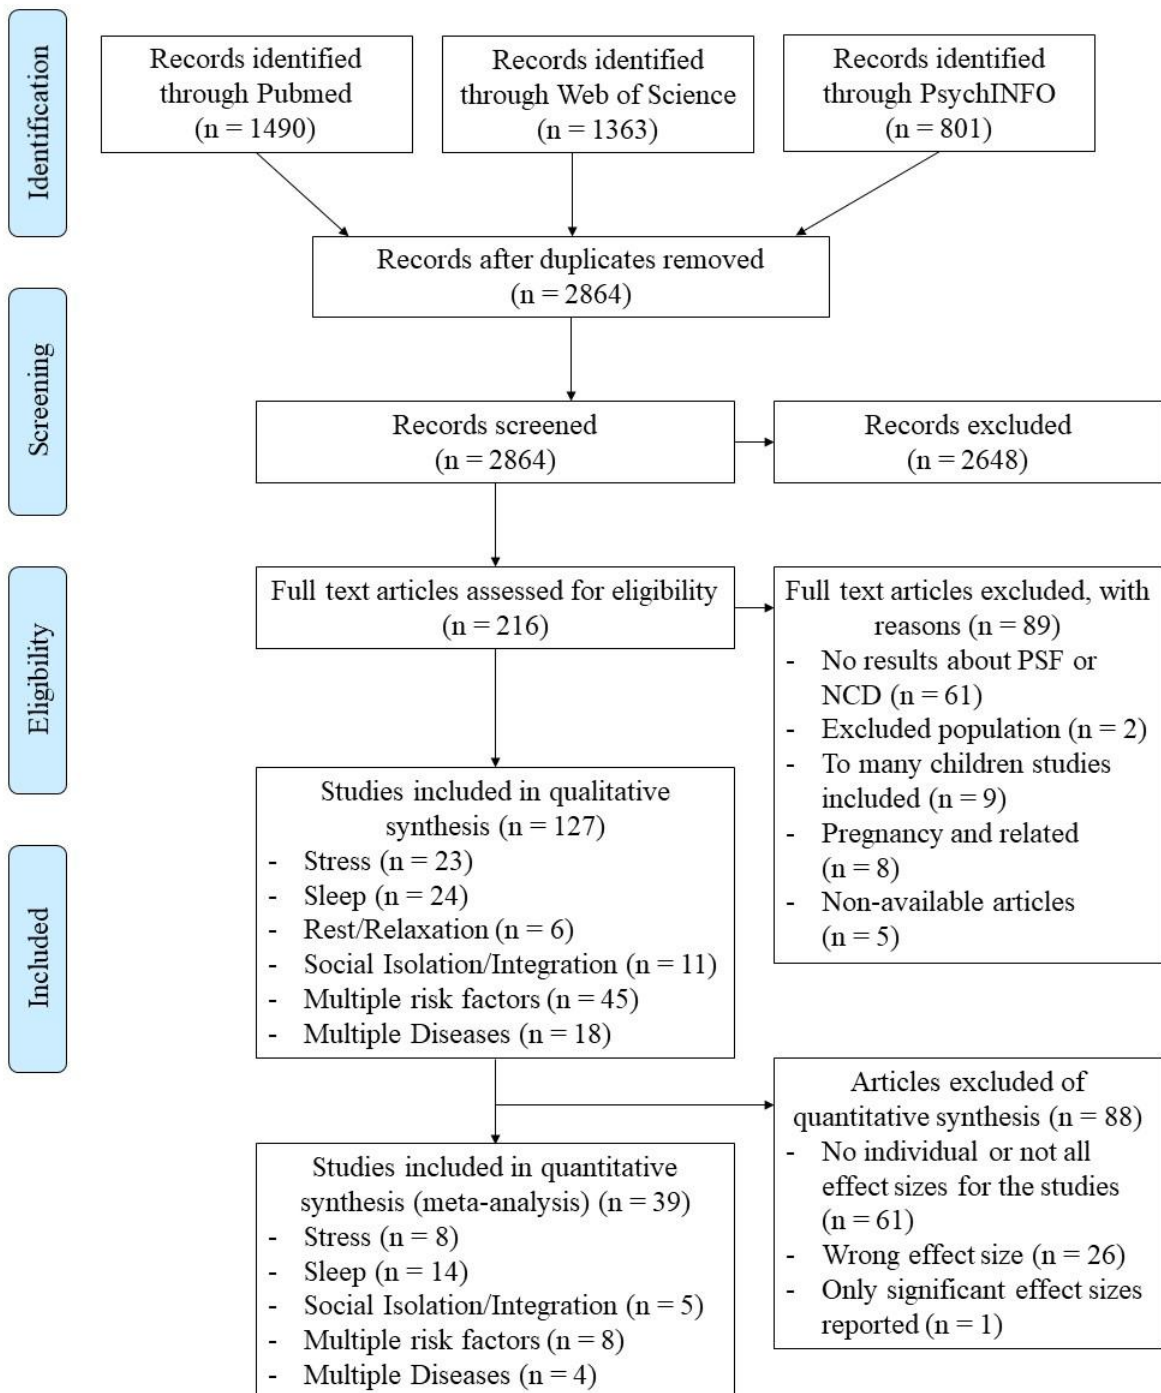 Identification
Records identified
through Pubmed
(n = 1490)
Records identified
through Web of Science
(n = 1363)
Records identified
through PsychINFO
(n = 801)
Records after duplicates removed
(n = 2864)
Screening
Records screened
(n = 2864)
Records excluded
(n = 2648)
Eligibility
Full text articles assessed for eligibility
(n = 216)
Full text articles excluded, with
reasons (n = 89)
- No results about PSF or
NCD (n = 61)
- Excluded population (n = 2)
- To many children studies
included (n = 9)
- Pregnancy and related
(n = 8)
- Non-available articles
(n = 5)
Included
Studies included in qualitative
synthesis (n = 127)
- Stress (n = 23)
- Sleep (n = 24)
- Rest/Relaxation (n = 6)
- Social Isolation/Integration (n = 11)
- Multiple risk factors (n = 45)
- Multiple Diseases (n = 18)
Articles excluded of
quantitative synthesis (n = 88)
- No individual or not all
effect sizes for the studies
(n = 61)
- Wrong effect size (n = 26)
- Only significant effect sizes
reported (n = 1)
Studies included in quantitative
synthesis (meta-analysis) (n = 39)
- Stress (n = 8)
- Sleep (n = 14)
- Social Isolation/Integration (n = 5)
- Multiple risk factors (n = 8)
- Multiple Diseases (n = 4)